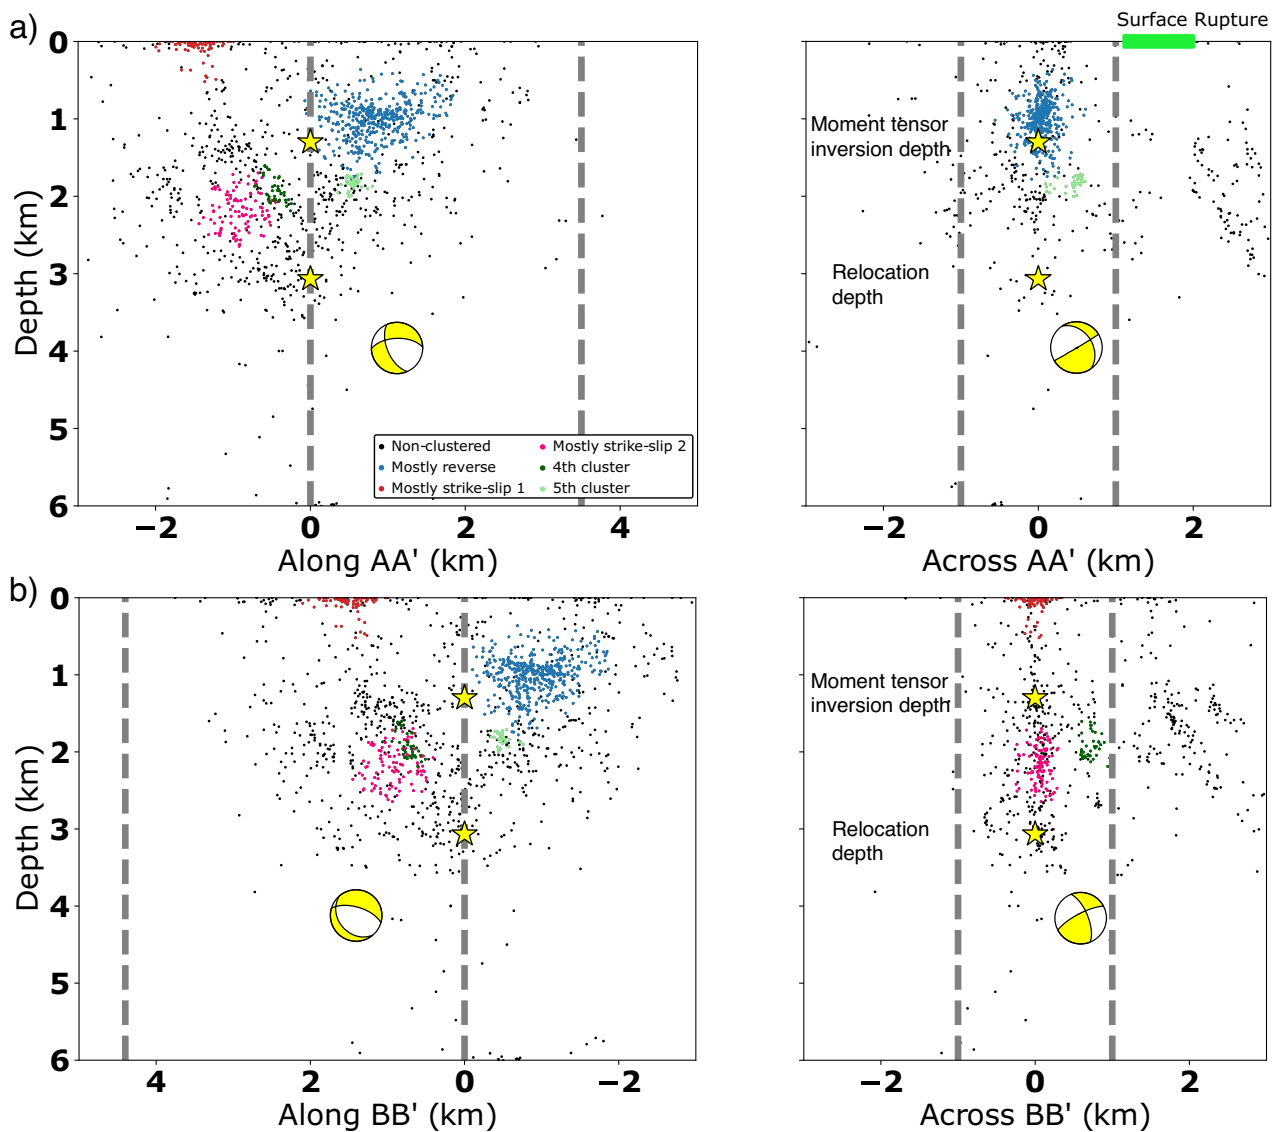 a)
Surface Rupture
0
1
2
3
4
5
6
Depth (km)
Moment tensor
inversion depth
Relocation
depth
Non-clustered
Mostly reverse
Mostly strike-slip 1
Mostly strike-slip 2
4th cluster
5th cluster
−2 0 2 4
Along AA' (km)
−2 0 2
Across AA' (km)
b)
0
1
2
3
4
5
6
Depth (km)
Moment tensor
inversion depth
Relocation
depth
4 2 0 −2
Along BB' (km)
−2 0 2
Across BB' (km)